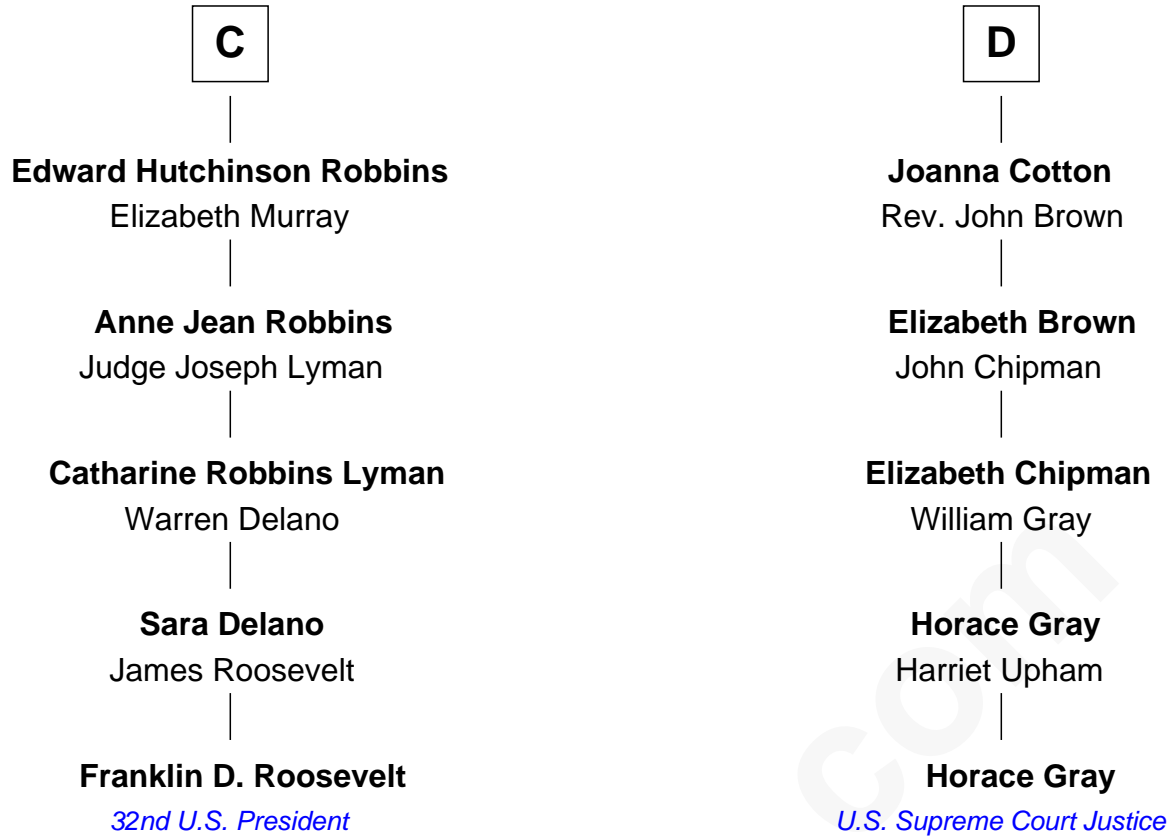 C
Edward Hutchinson Robbins
Elizabeth Murray
Anne Jean Robbins
Judge Joseph Lyman
Catharine Robbins Lyman
Warren Delano
Sara Delano
James Roosevelt
Franklin D. Roosevelt
32nd U.S. President
D
Joanna Cotton
Rev. John Brown
Elizabeth Brown
John Chipman
Elizabeth Chipman
William Gray
Horace Gray
Harriet Upham
Horace Gray
U.S. Supreme Court Justice
com